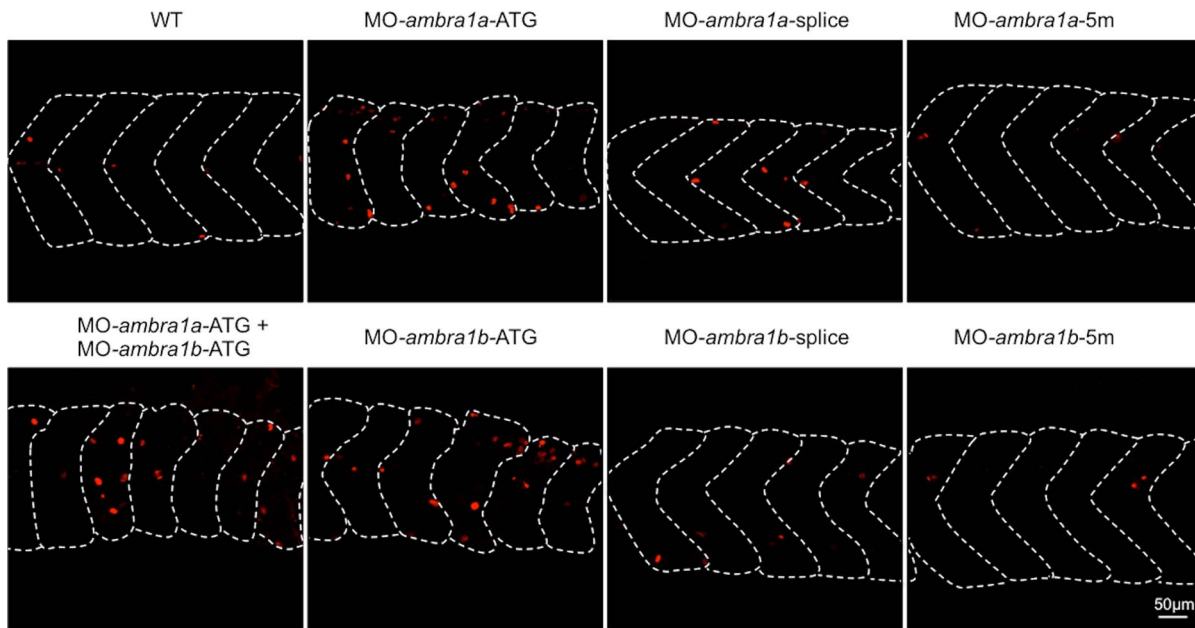 WT
MO-ambra1a-ATG
MO-ambra1a-splice
MO-ambra1a-5m
MO-ambra1a-ATG +
MO-ambra1b-ATG
MO-ambra1b-ATG
MO-ambra1b-splice
MO-ambra1b-5m
50µm